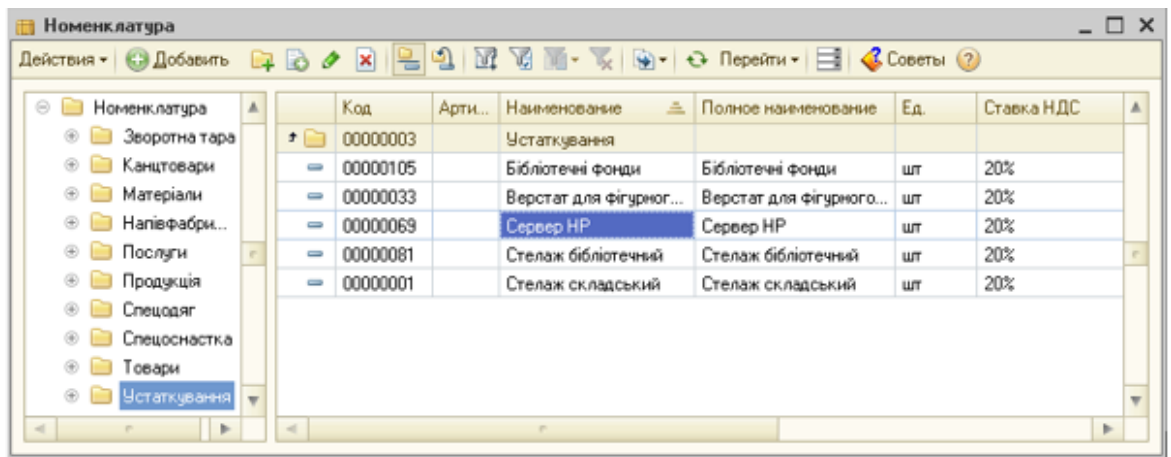 Номенклатура
Действия Добавить Перейти Советы
Номенклатура
Зворотна тара
Канцтовари
Матеріали
Напівфабри...
Послуги
Продукція
Спецодяг
Спецоснастка
Товари
Устаткування
Код Арти... Наименование Полное наименование Ед. Ставка НДС
00000003 Устаткування
00000105 Бібліотечні фонди Бібліотечні фонди шт 20%
00000033 Верстат для фігурног... Верстат для фігурного... шт 20%
00000069 Сервер HP Сервер HP шт 20%
00000081 Стелаж бібліотечний Стелаж бібліотечний шт 20%
00000001 Стелаж складський Стелаж складський шт 20%